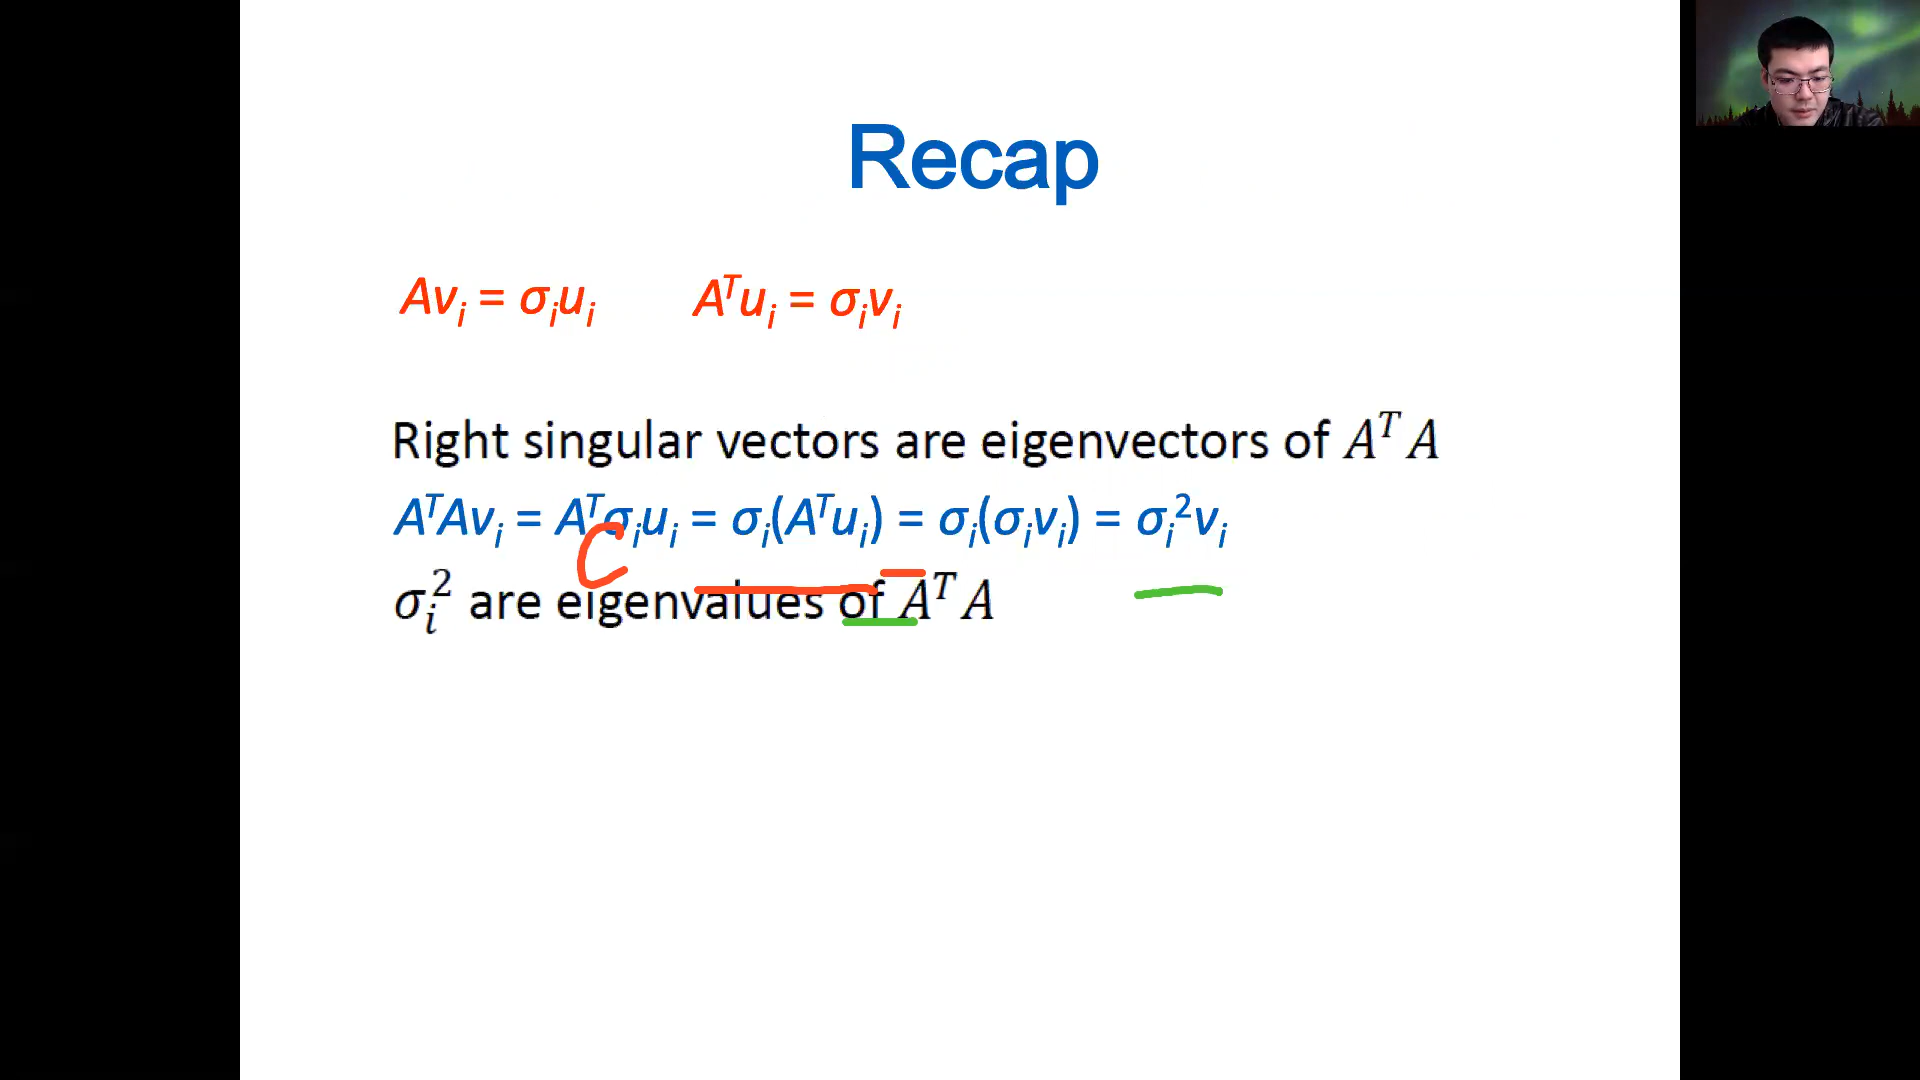 Recap
Avᵢ = σᵢuᵢ Aᵀuᵢ = σᵢvᵢ
Right singular vectors are eigenvectors of AᵀA
AᵀAvᵢ = Aᵀσᵢuᵢ = σᵢ(Aᵀuᵢ) = σᵢ(σᵢvᵢ) = σᵢ²vᵢ
σᵢ² are eigenvalues of AᵀA